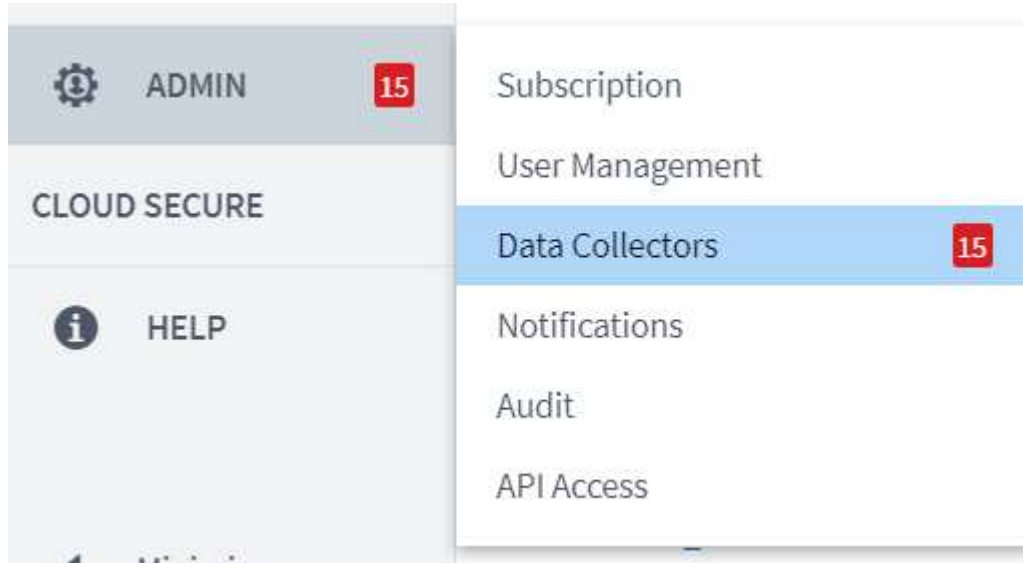 ADMIN 15
CLOUD SECURE
HELP
Subscription
User Management
Data Collectors 15
Notifications
Audit
API Access